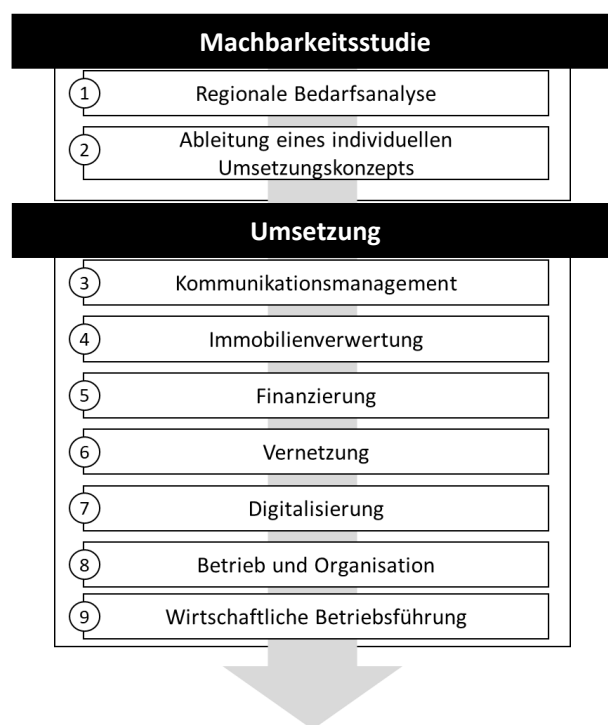 Machbarkeitsstudie
1 Regionale Bedarfsanalyse
2 Ableitung eines individuellen
Umsetzungskonzepts
Umsetzung
3 Kommunikationsmanagement
4 Immobilienverwertung
5 Finanzierung
6 Vernetzung
7 Digitalisierung
8 Betrieb und Organisation
9 Wirtschaftliche Betriebsführung